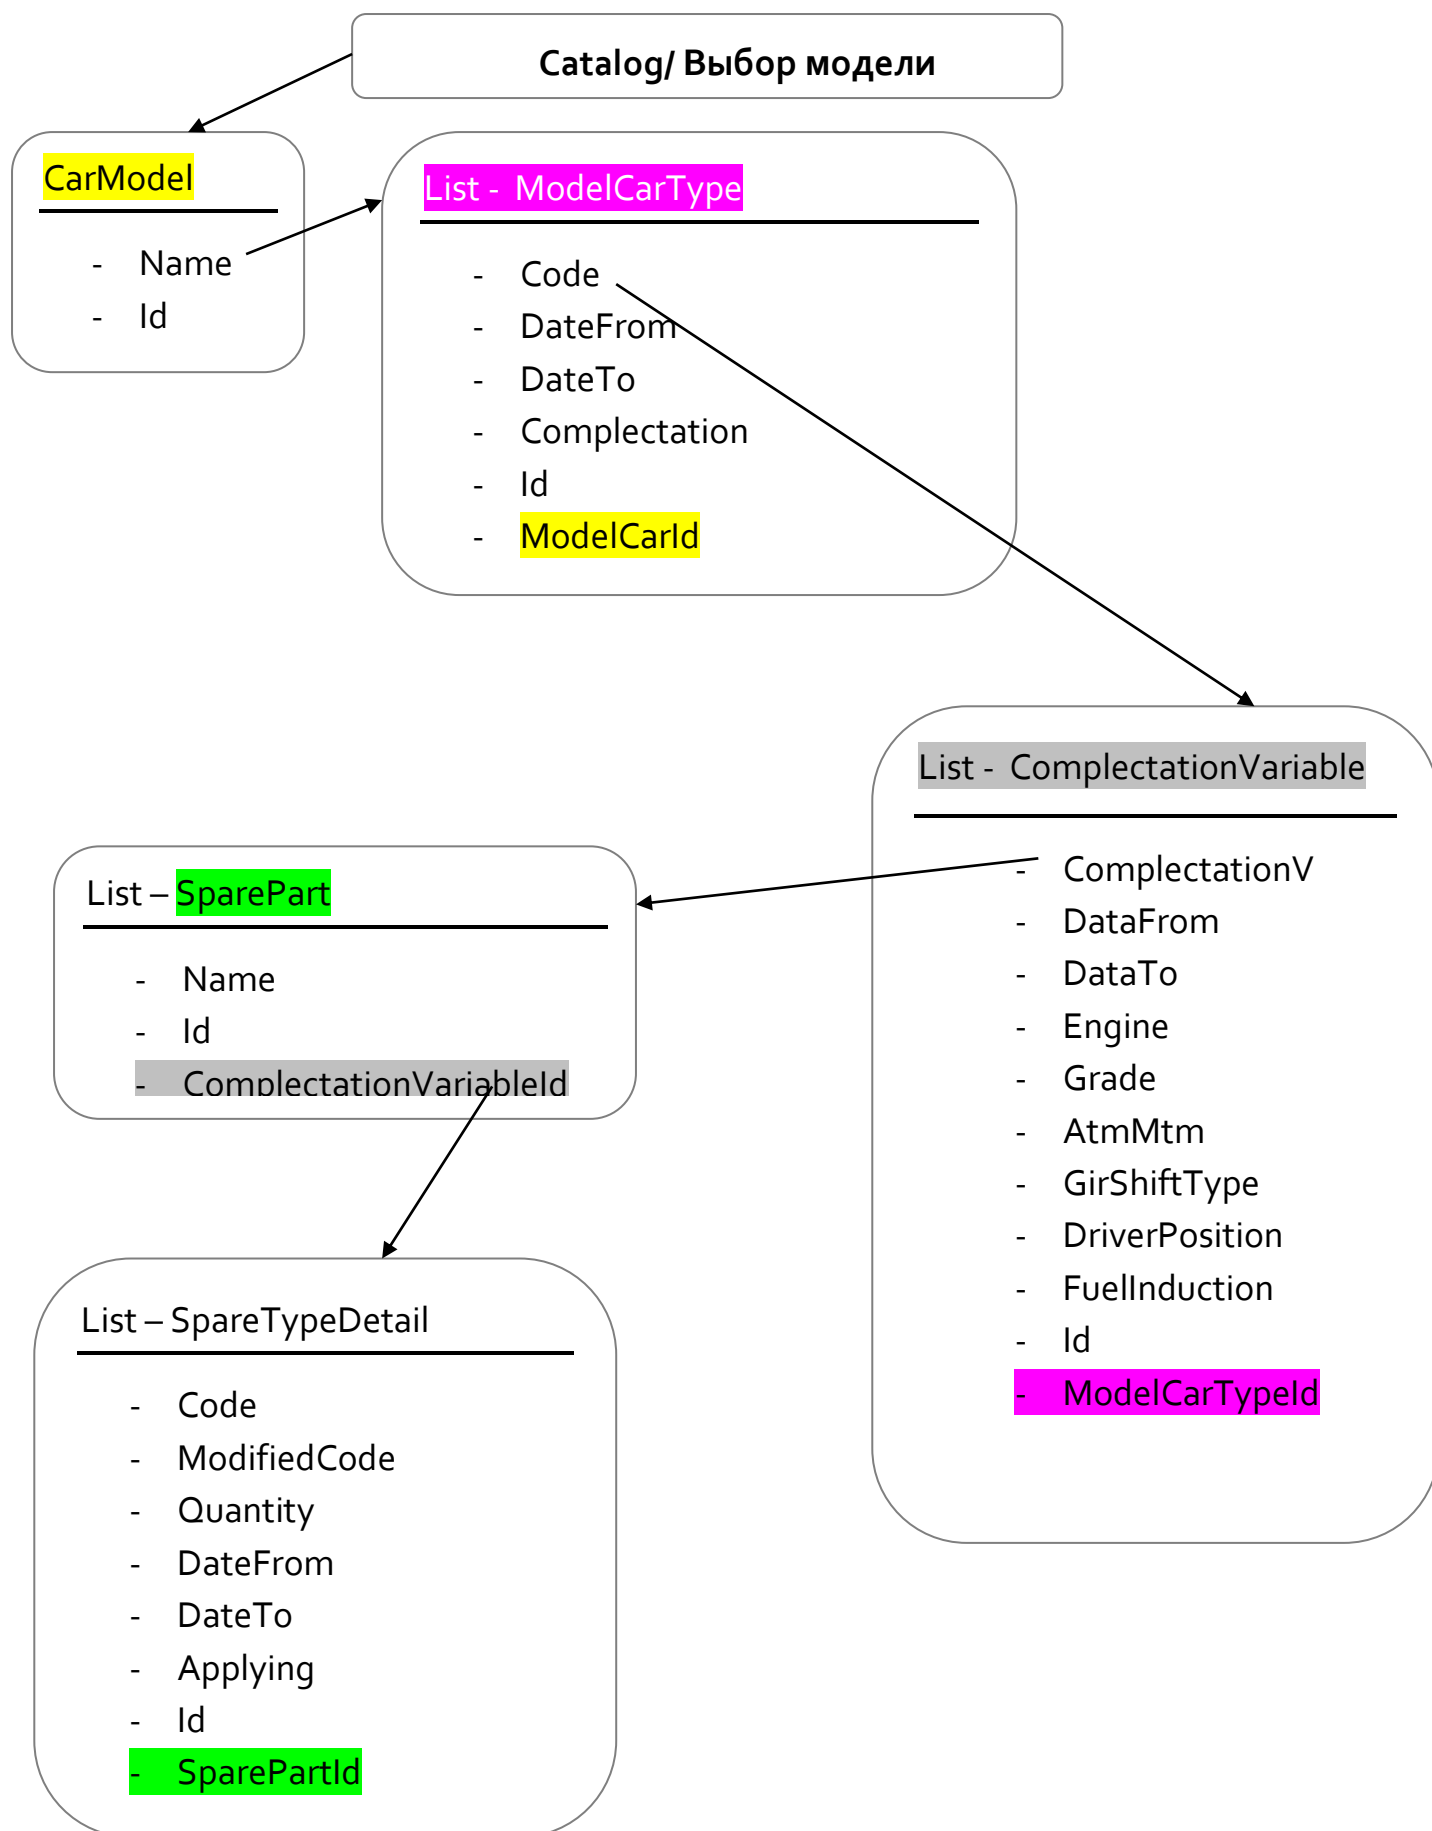 Catalog/ Выбор модели
CarModel
- Name
- Id
List - ModelCarType
- Code
- DateFrom
- DateTo
- Complectation
- Id
- ModelCarId
List - ComplectationVariable
- ComplectationV
- DataFrom
- DataTo
- Engine
- Grade
- AtmMtm
- GirShiftType
- DriverPosition
- FuelInduction
- Id
- ModelCarTypeId
List – SparePart
- Name
- Id
- ComplectationVariableId
List – SpareTypeDetail
- Code
- ModifiedCode
- Quantity
- DateFrom
- DateTo
- Applying
- Id
- SparePartId